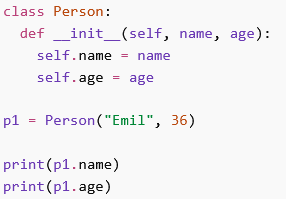 class Person:
  def __init__(self, name, age):
    self.name = name
    self.age = age

p1 = Person("Emil", 36)

print(p1.name)
print(p1.age)